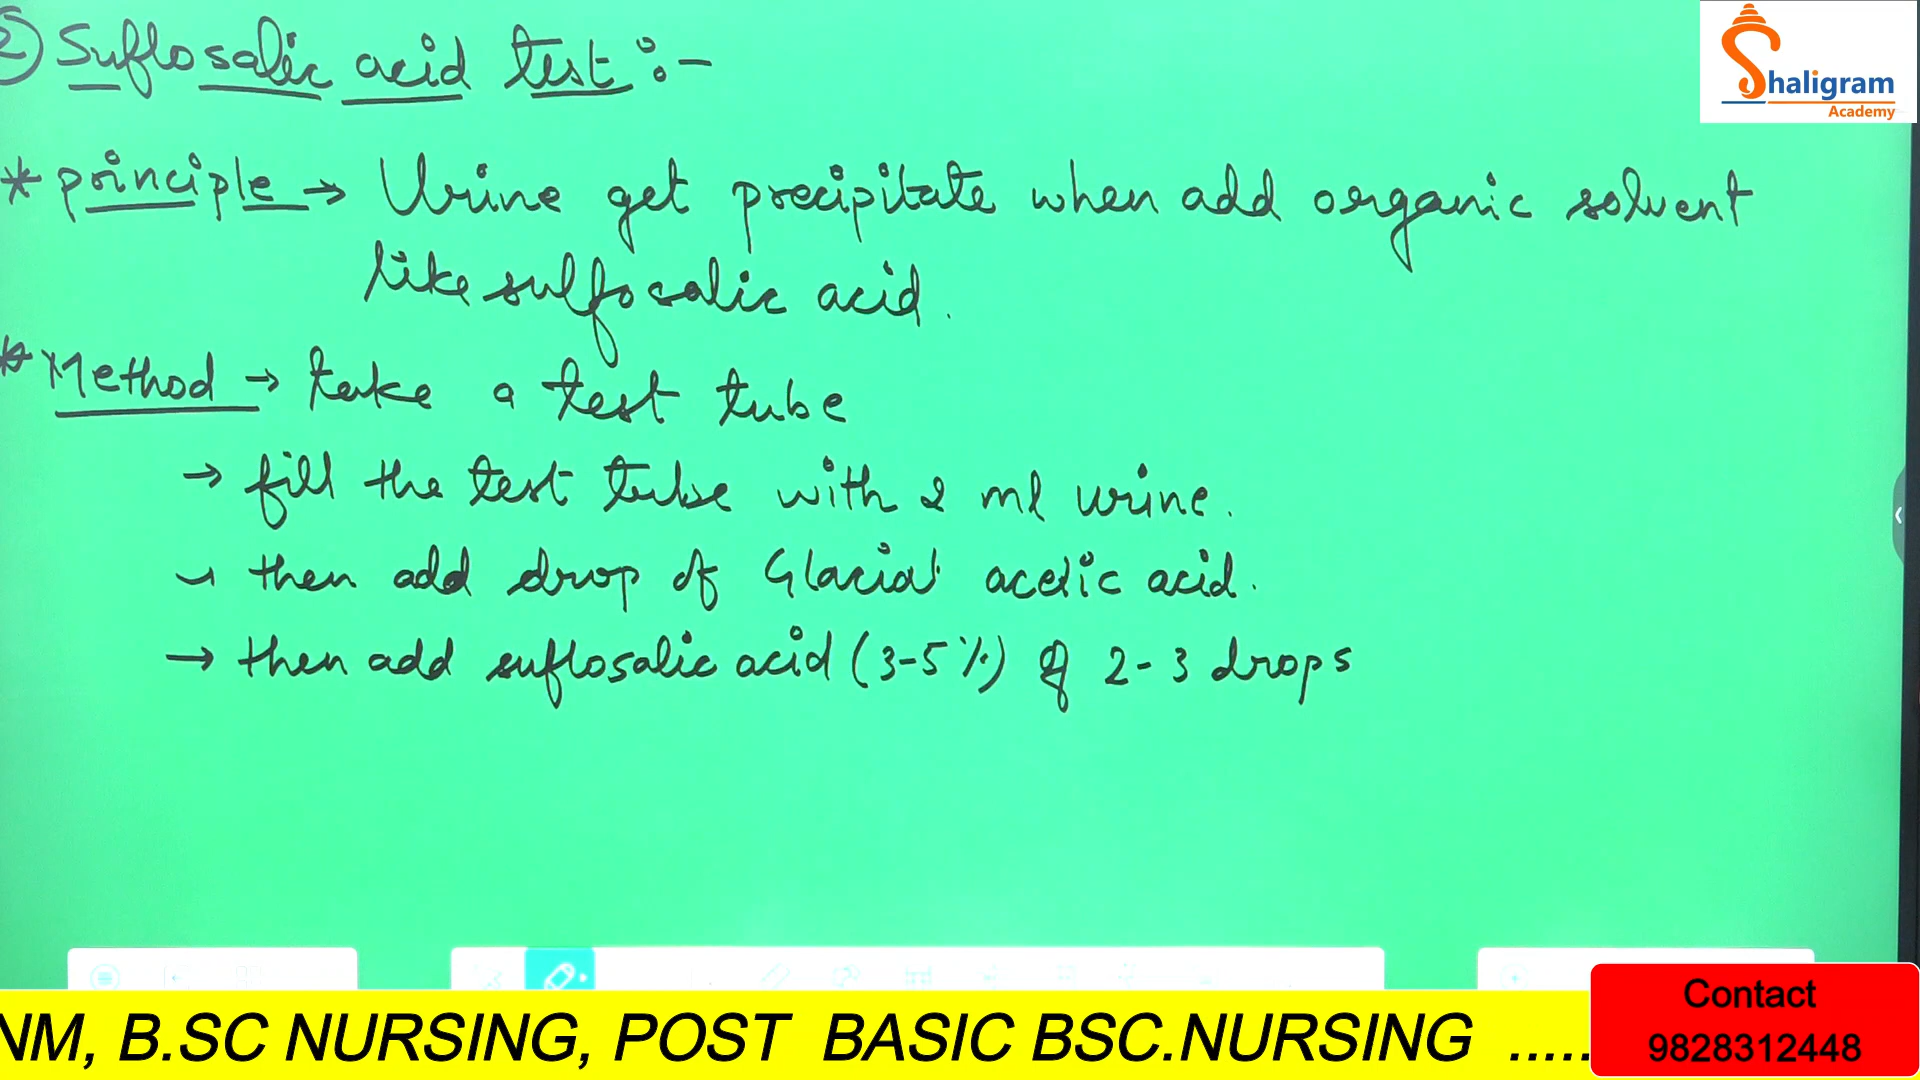 ② Suflosalic acid test :-
Shaligram
Academy
* principle → Urine get precipitate when add organic solvent
like sulfosalic acid.
* Method → take a test tube
→ fill the test tube with 2 ml urine.
→ then add drop of Glacial acetic acid.
→ then add suflosalic acid (3-5%) of 2-3 drops
NM, B.SC NURSING, POST BASIC BSC.NURSING .....
Contact
9828312448